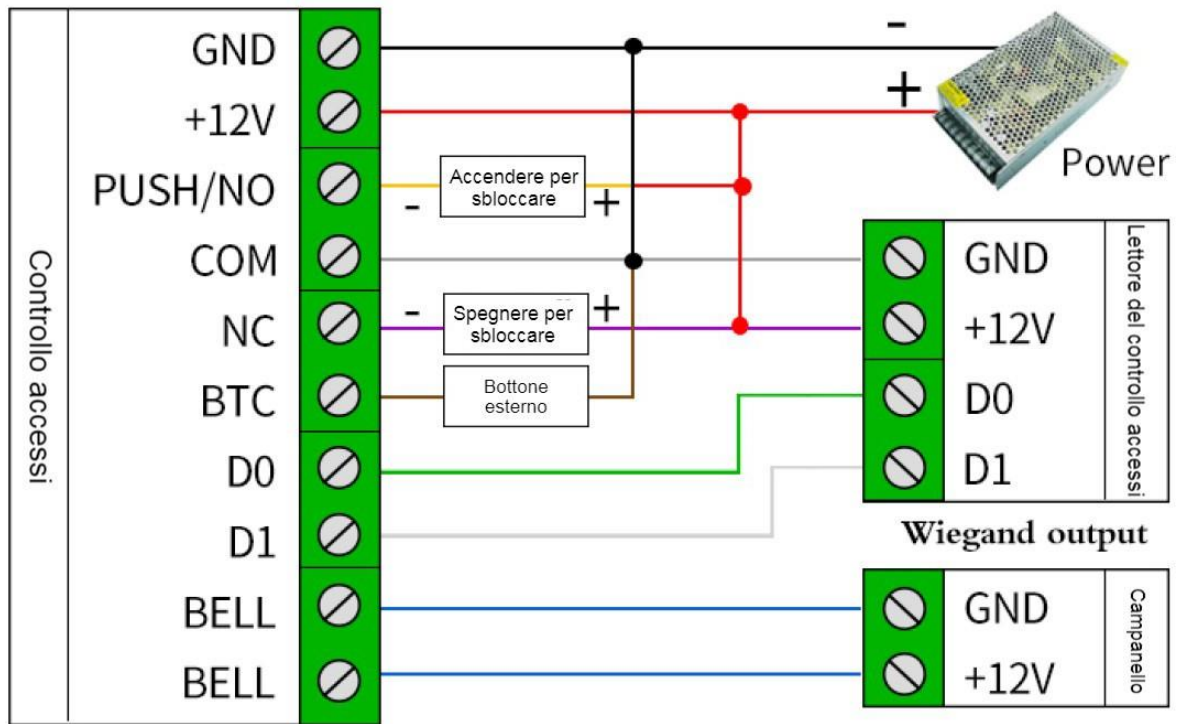 Controllo accessi
GND
+12V
PUSH/NO
COM
NC
BTC
D0
D1
BELL
BELL
-
+
Power
Accendere per
sbloccare
-
+
Spegnere per
sbloccare
-
+
Bottone
esterno
GND
+12V
D0
D1
Lettore del controllo accessi
Wiegand output
GND
+12V
Campanello